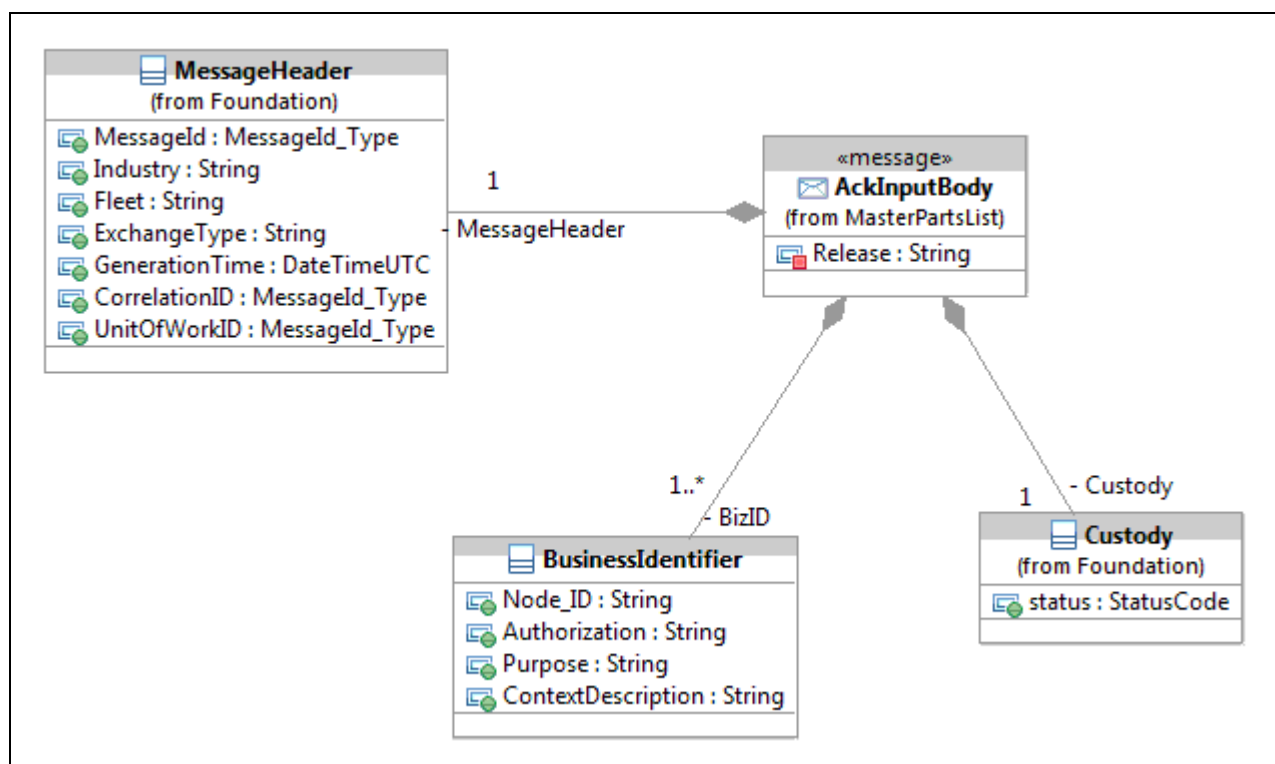 MessageHeader
(from Foundation)
MessageId : MessageId_Type
Industry : String
Fleet : String
ExchangeType : String
GenerationTime : DateTimeUTC
CorrelationID : MessageId_Type
UnitOfWorkID : MessageId_Type
1
- MessageHeader
«message»
AckInputBody
(from MasterPartsList)
Release : String
1..*
- BizID
1
- Custody
BusinessIdentifier
Node_ID : String
Authorization : String
Purpose : String
ContextDescription : String
Custody
(from Foundation)
status : StatusCode